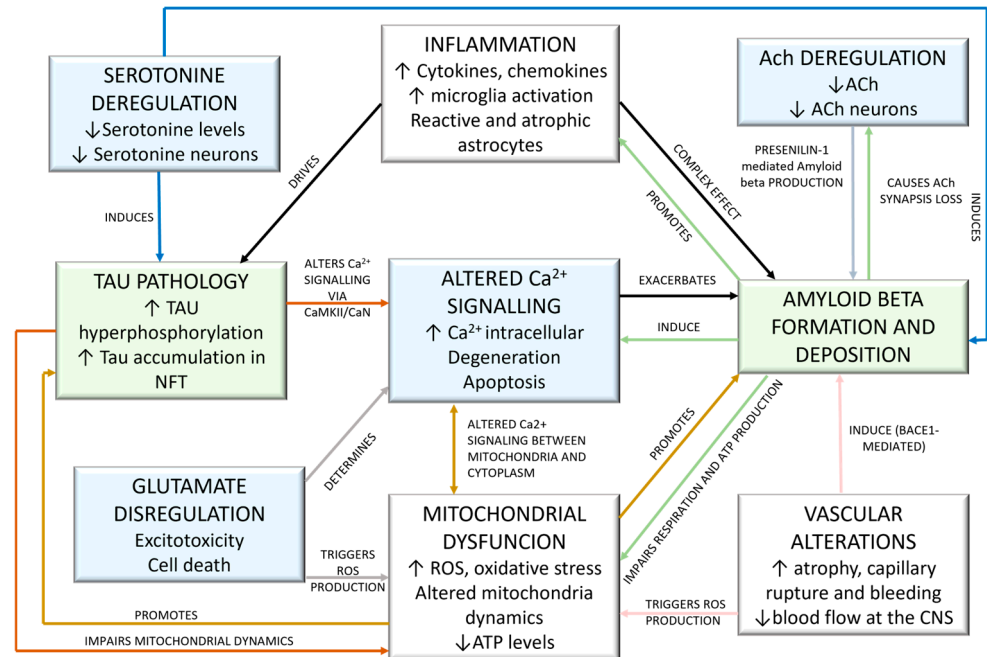 SEROTONINE
DEREGULATION
↓Serotonine levels
↓ Serotonine neurons
INFLAMMATION
↑ Cytokines, chemokines
↑ microglia activation
Reactive and atrophic
astrocytes
Ach DEREGULATION
↓ACh
↓ ACh neurons
INDUCES
DRIVES
COMPLEX EFFECT
PROMOTES
PRESENILIN-1
mediated Amyloid
beta PRODUCTION
CAUSES ACh
SYNAPSIS LOSS
INDUCES
TAU PATHOLOGY
↑ TAU
hyperphosphorylation
↑ Tau accumulation in
NFT
ALTERS Ca²⁺
SIGNALLING
VIA
CaMKII/CaN
ALTERED Ca²⁺
SIGNALLING
↑ Ca²⁺ intracellular
Degeneration
Apoptosis
EXACERBATES
INDUCE
AMYLOID BETA
FORMATION AND
DEPOSITION
DETERMINES
ALTERED Ca2+
SIGNALING BETWEEN
MITOCHONDRIA AND
CYTOPLASM
PROMOTES
IMPAIRS RESPIRATION AND ATP PRODUCTION
INDUCE (BACE1-
MEDIATED)
GLUTAMATE
DISREGULATION
Excitotoxicity
Cell death
TRIGGERS
ROS
PRODUCTION
MITOCHONDRIAL
DYSFUNCION
↑ ROS, oxidative stress
Altered mitochondria
dynamics
↓ATP levels
TRIGGERS ROS
PRODUCTION
VASCULAR
ALTERATIONS
↑ atrophy, capillary
rupture and bleeding
↓blood flow at the CNS
PROMOTES
IMPAIRS MITOCHONDRIAL DYNAMICS